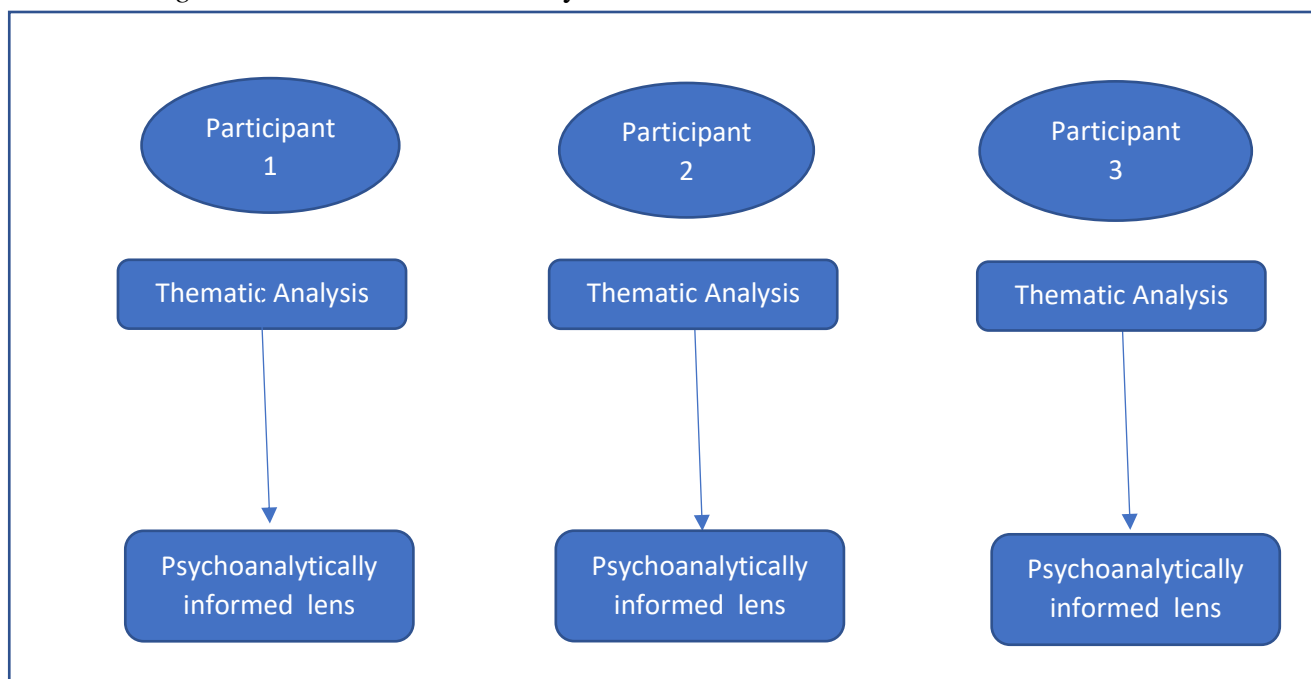 Participant
1
Participant
2
Participant
3
Thematic Analysis
Thematic Analysis
Thematic Analysis
Psychoanalytically
informed lens
Psychoanalytically
informed lens
Psychoanalytically
informed lens